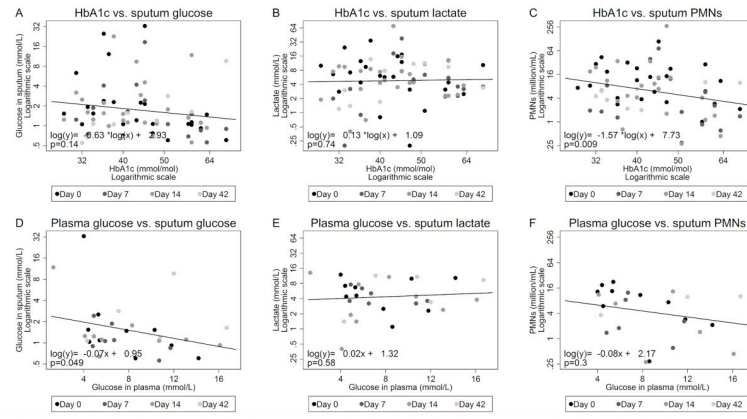 A HbA1c vs. sputum glucose
Glucose in sputum (mmol/L)
Logarithmic scale
32
16
8
4
2
1
.5
log(y)= -0.63 *log(x) + 2.93
p=0.14
32 40 50 64
HbA1c (mmol/mol)
Logarithmic scale
Day 0 Day 7 Day 14 Day 42
B HbA1c vs. sputum lactate
Lactate (mmol/L)
Logarithmic scale
64
32
16
8
4
2
1
.5
.25
log(y)= 0.13 *log(x) + 1.09
p=0.74
32 40 50 64
HbA1c (mmol/mol)
Logarithmic scale
Day 0 Day 7 Day 14 Day 42
C HbA1c vs. sputum PMNs
PMNs (million/mL)
Logarithmic scale
256
64
16
4
1
.25
log(y)= -1.57 *log(x) + 7.73
p=0.009
32 40 50 64
HbA1c (mmol/mol)
Logarithmic scale
Day 0 Day 7 Day 14 Day 42
D Plasma glucose vs. sputum glucose
Glucose in sputum (mmol/L)
Logarithmic scale
32
16
8
4
2
1
.5
log(y)= -0.07x + 0.95
p=0.049
0 4 8 12 16
Glucose in plasma (mmol/L)
Day 0 Day 7 Day 14 Day 42
E Plasma glucose vs. sputum lactate
Lactate (mmol/L)
Logarithmic scale
64
32
16
8
4
2
1
.5
.25
log(y)= 0.02x + 1.32
p=0.58
0 4 8 12 16
Glucose in plasma (mmol/L)
Day 0 Day 7 Day 14 Day 42
F Plasma glucose vs. sputum PMNs
PMNs (million/mL)
Logarithmic scale
256
64
16
4
1
.25
log(y)= -0.08x + 2.17
p=0.3
0 4 8 12 16
Glucose in plasma (mmol/L)
Day 0 Day 7 Day 14 Day 42